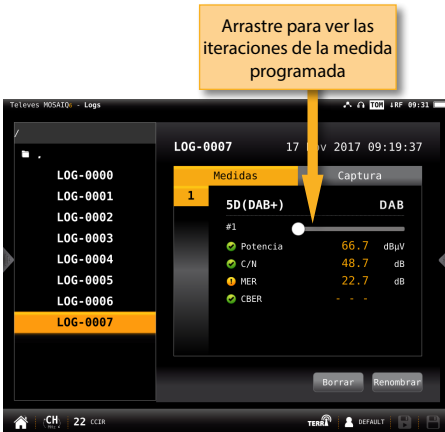 Arrastre para ver las
iteraciones de la medida
programada
Televes MOSAIQ6 - Logs
TOM ↓RF 09:31
/
.
LOG-0000
LOG-0001
LOG-0002
LOG-0003
LOG-0004
LOG-0005
LOG-0006
LOG-0007
LOG-0007 17 Nov 2017 09:19:37
Medidas Captura
1
5D(DAB+) DAB
#1
Potencia 66.7 dBµV
C/N 48.7 dB
MER 22.7 dB
CBER - - -
Borrar Renombrar
CH 22 CCIR
TERR DEFAULT